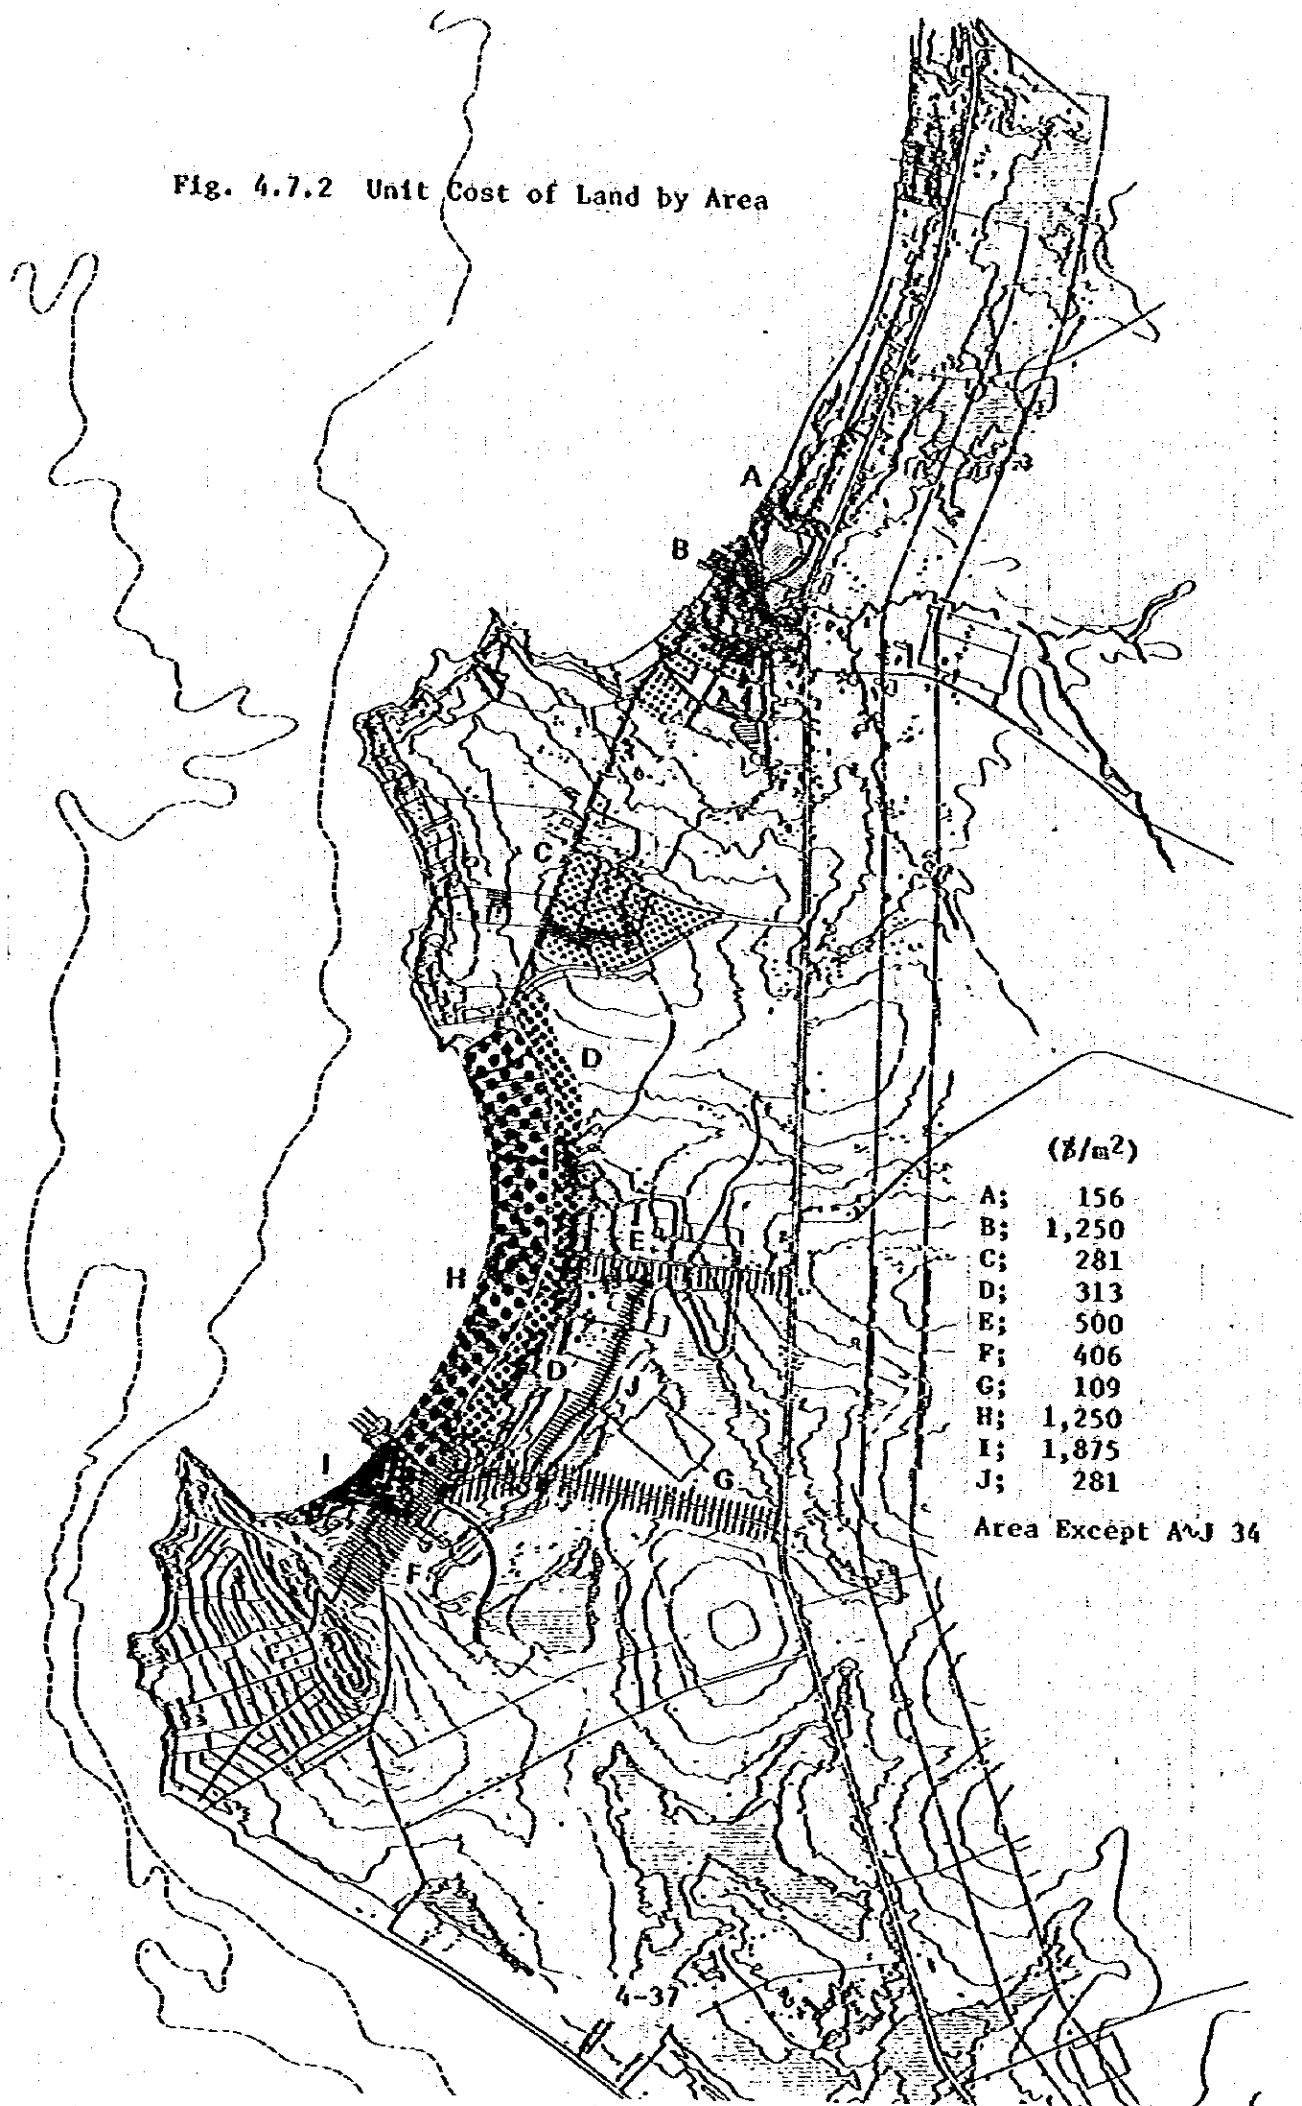 Fig. 4.7.2 Unit Cost of Land by Area
A
B
C
D
E
H
D
J
I
G
F
(฿/m²)
A; 156
B; 1,250
C; 281
D; 313
E; 500
F; 406
G; 109
H; 1,250
I; 1,875
J; 281
Area Except A~J 34
4-37